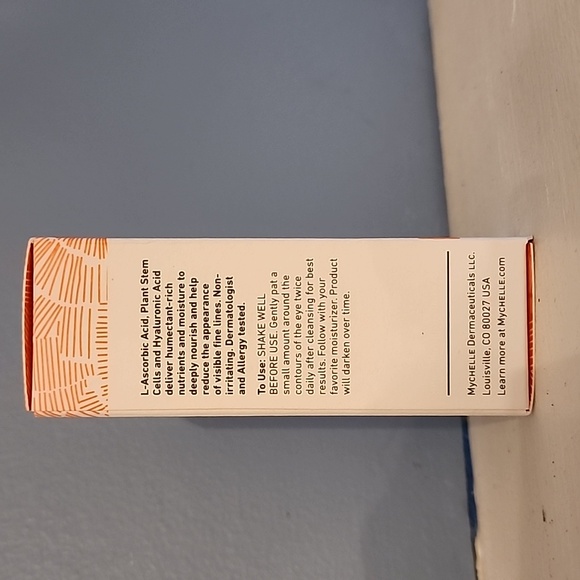 L-Ascorbic Acid, Plant Stem
Cells and Hyaluronic Acid
deliver humectant-rich
nutrients and moisture to
deeply nourish and help
reduce the appearance
of visible fine lines. Non-
irritating. Dermatologist
and Allergy tested.
To Use: SHAKE WELL
BEFORE USE. Gently pat a
small amount around the
contours of the eye twice
daily after cleansing for best
results. Follow with your
favorite moisturizer. Product
will darken over time.
MYCHELLE Dermaceuticals LLC.
Louisville, CO 80027 USA
Learn more at MYCHELLE.com